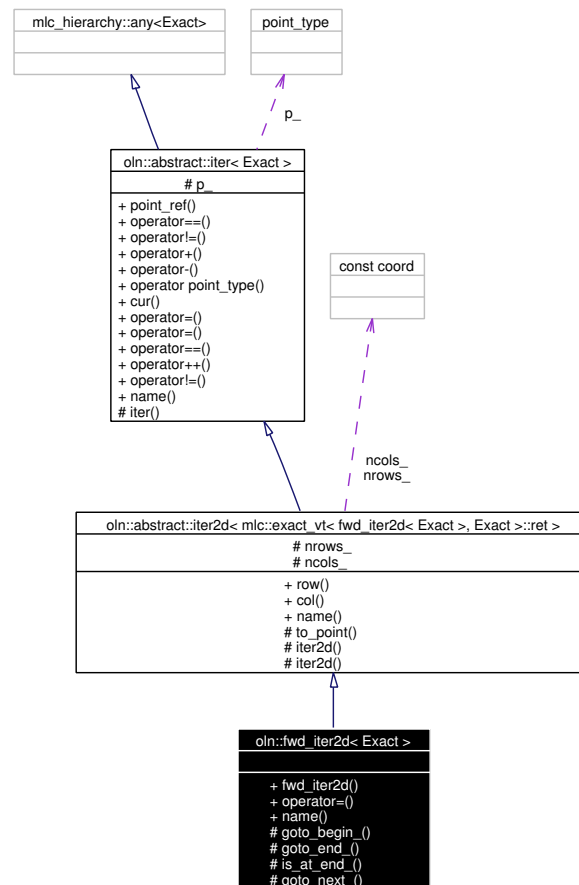 mlc_hierarchy::any<Exact>
point_type
p_
oln::abstract::iter< Exact >
# p_
+ point_ref()
+ operator==()
+ operator!=()
+ operator+()
+ operator-()
+ operator point_type()
+ cur()
+ operator=()
+ operator=()
+ operator==()
+ operator++()
+ operator!=()
+ name()
# iter()
const coord
ncols_
nrows_
oln::abstract::iter2d< mlc::exact_vt< fwd_iter2d< Exact >, Exact >::ret >
# nrows_
# ncols_
+ row()
+ col()
+ name()
# to_point()
# iter2d()
# iter2d()
oln::fwd_iter2d< Exact >
+ fwd_iter2d()
+ operator=()
+ name()
# goto_begin_()
# goto_end_()
# is_at_end_()
# goto_next_()